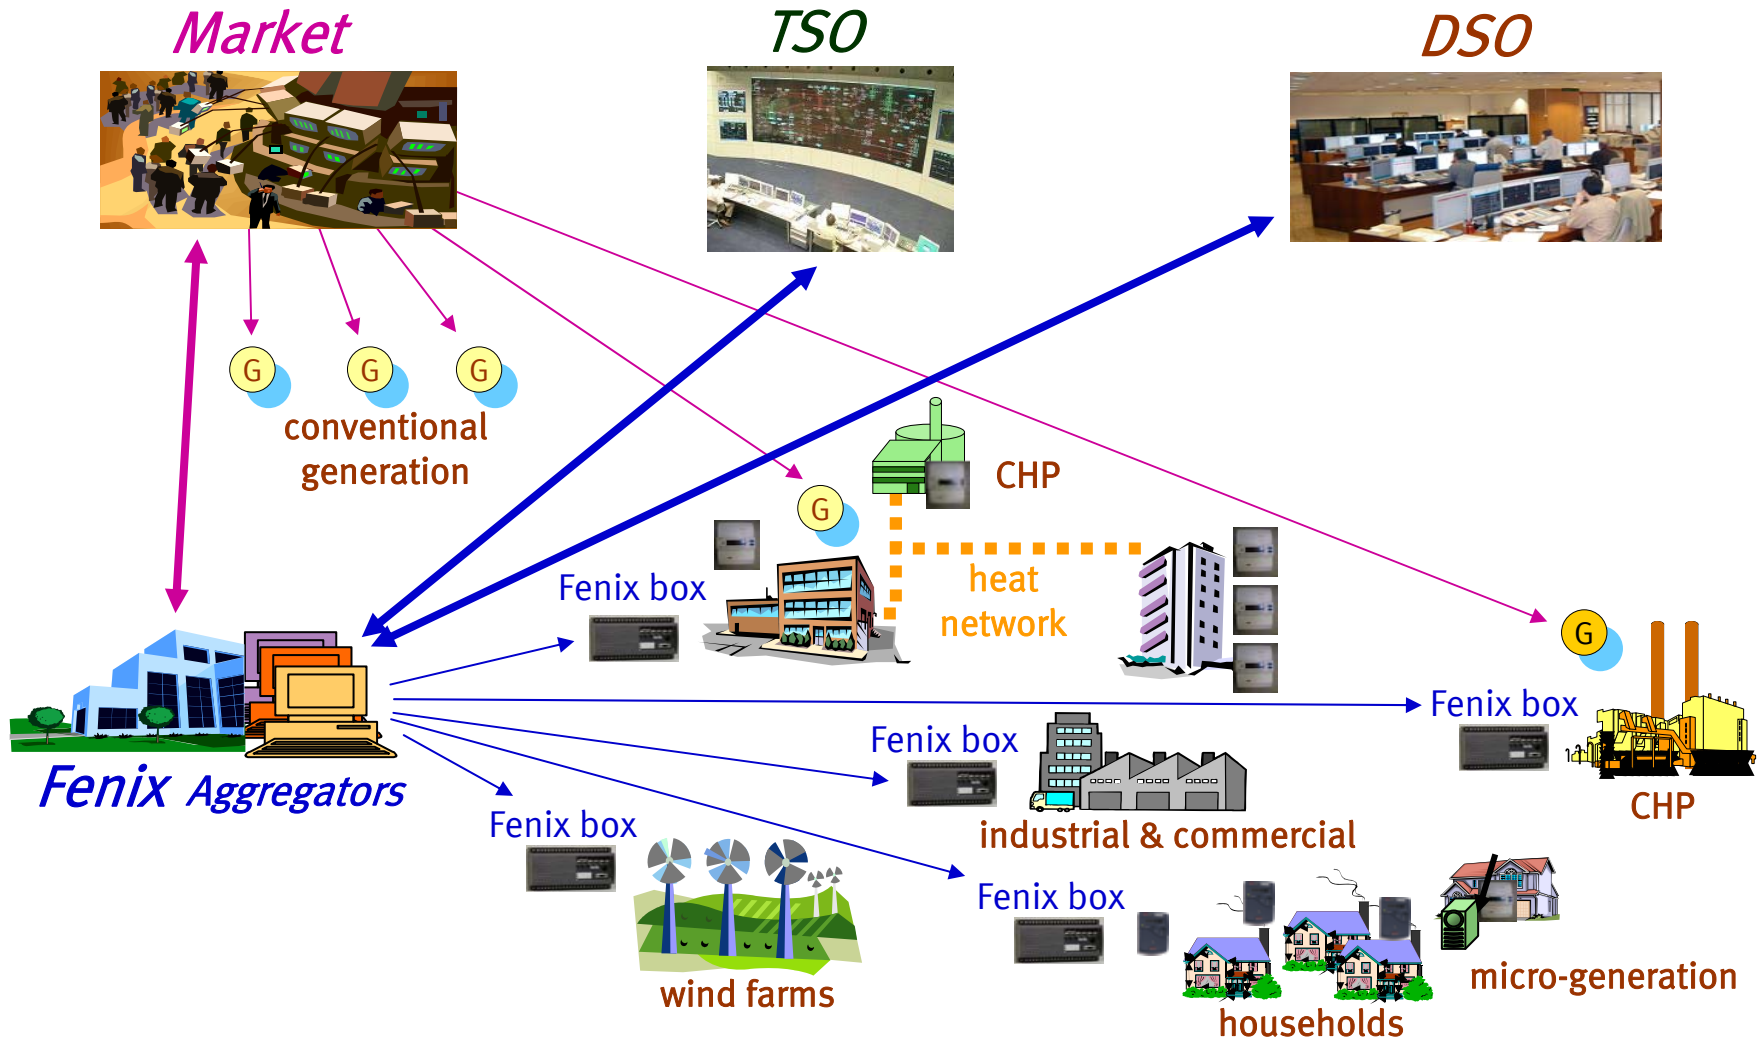 Market
TSO
DSO
G
G
G
conventional
generation
CHP
G
heat
network
Fenix box
G
Fenix box
CHP
Fenix box
industrial & commercial
Fenix Aggregators
Fenix box
wind farms
Fenix box
households
micro-generation